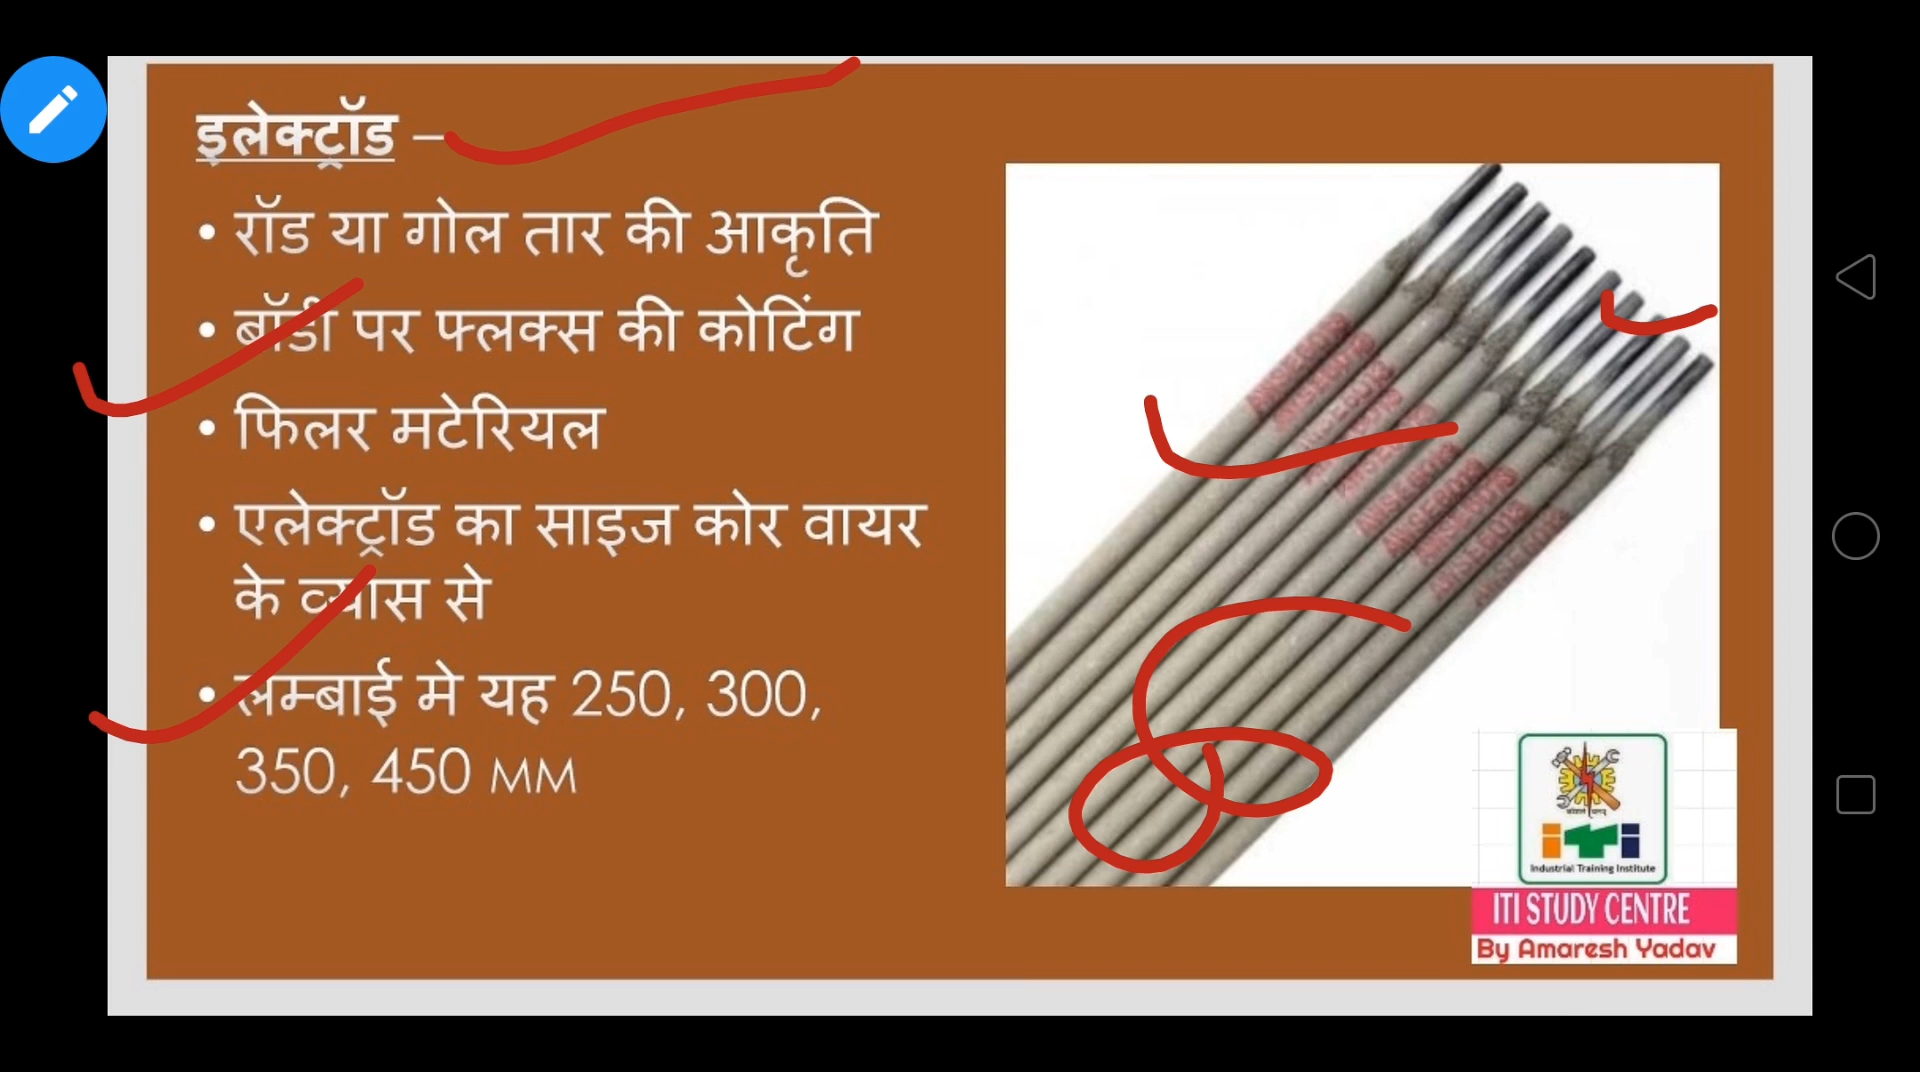 इलेक्ट्रॉड –
• रॉड या गोल तार की आकृति
• बॉडी पर फ्लक्स की कोटिंग
• फिलर मटेरियल
• एलेक्ट्रॉड का साइज कोर वायर
के व्यास से
• लम्बाई मे यह 250, 300,
350, 450 MM
iTi
Industrial Training Institute
ITI STUDY CENTRE
By Amaresh Yadav